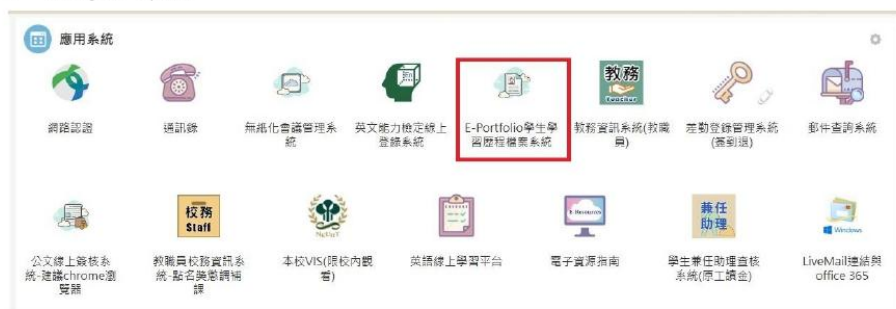 應用系統
網路認證
通訊錄
無紙化會議管理系
統
英文能力檢定線上
登錄系統
E-Portfolio學生學
習歷程檔案系統
教務
Teacher
教務資訊系統(教職
員)
差勤登錄管理系統
(簽到退)
郵件查詢系統
公文線上簽核系
統-建議chrome瀏
覽器
校務
Staff
教職員校務資訊系
統-點名獎懲調補
課
本校VIS(限校內觀
看)
英語線上學習平台
E-Resources
電子資源指南
兼任
助理
學生兼任助理查核
系統(原工讀金)
Windows
LiveMail連結與
office 365